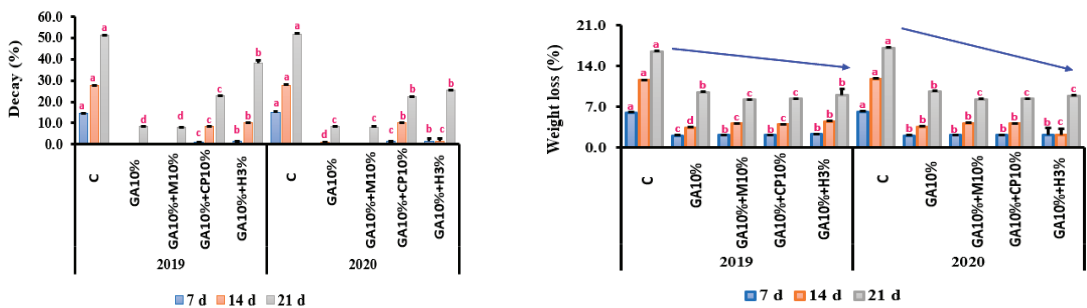 Decay (%)
60.0
50.0
40.0
30.0
20.0
10.0
0.0
a a a
d
d
c c c
b b b
a a a
d c
c
b b c
c c b
C
GA10%
GA10%+M10%
GA10%+CP10%
GA10%+H3%
C
GA10%
GA10%+M10%
GA10%+CP10%
GA10%+H3%
2019 2020
7 d 14 d 21 d
Weight loss (%)
21.0
14.0
7.0
0.0
a a a
c d b
b c c
b c c
b b b
a a a
b b b
b b c
b b c
b c c
C
GA10%
GA10%+M10%
GA10%+CP10%
GA10%+H3%
C
GA10%
GA10%+M10%
GA10%+CP10%
GA10%+H3%
2019 2020
7 d 14 d 21 d